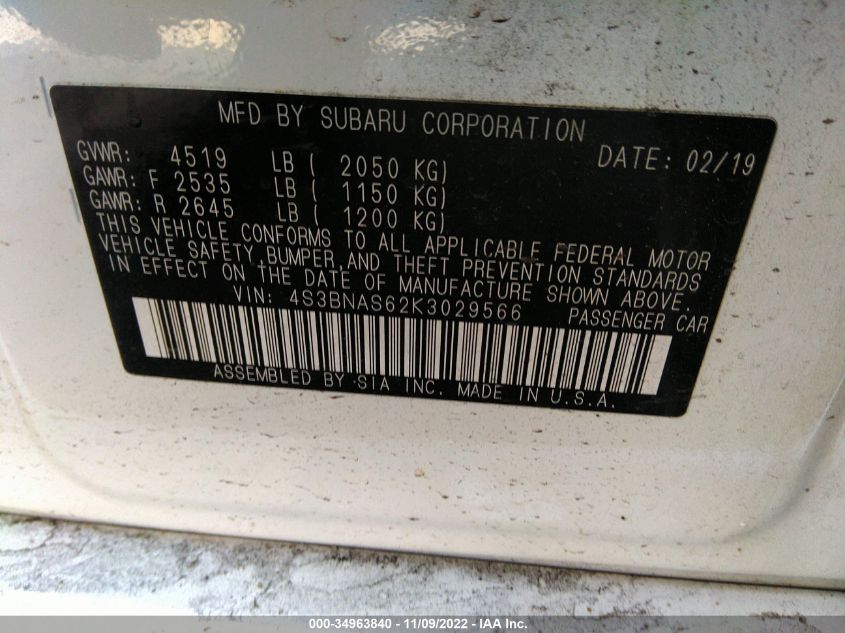 MFD BY SUBARU CORPORATION
GVWR: 4519 LB ( 2050 KG) DATE: 02/19
GAWR: F 2535 LB ( 1150 KG)
GAWR: R 2645 LB ( 1200 KG)
THIS VEHICLE CONFORMS TO ALL APPLICABLE FEDERAL MOTOR
VEHICLE SAFETY,BUMPER,AND THEFT PREVENTION STANDARDS
IN EFFECT ON THE DATE OF MANUFACTURE SHOWN ABOVE.
VIN: 4S3BNAS62K3029566 PASSENGER CAR
ASSEMBLED BY SIA INC. MADE IN U.S.A.
000-34963840 - 11/09/2022 - IAA Inc.